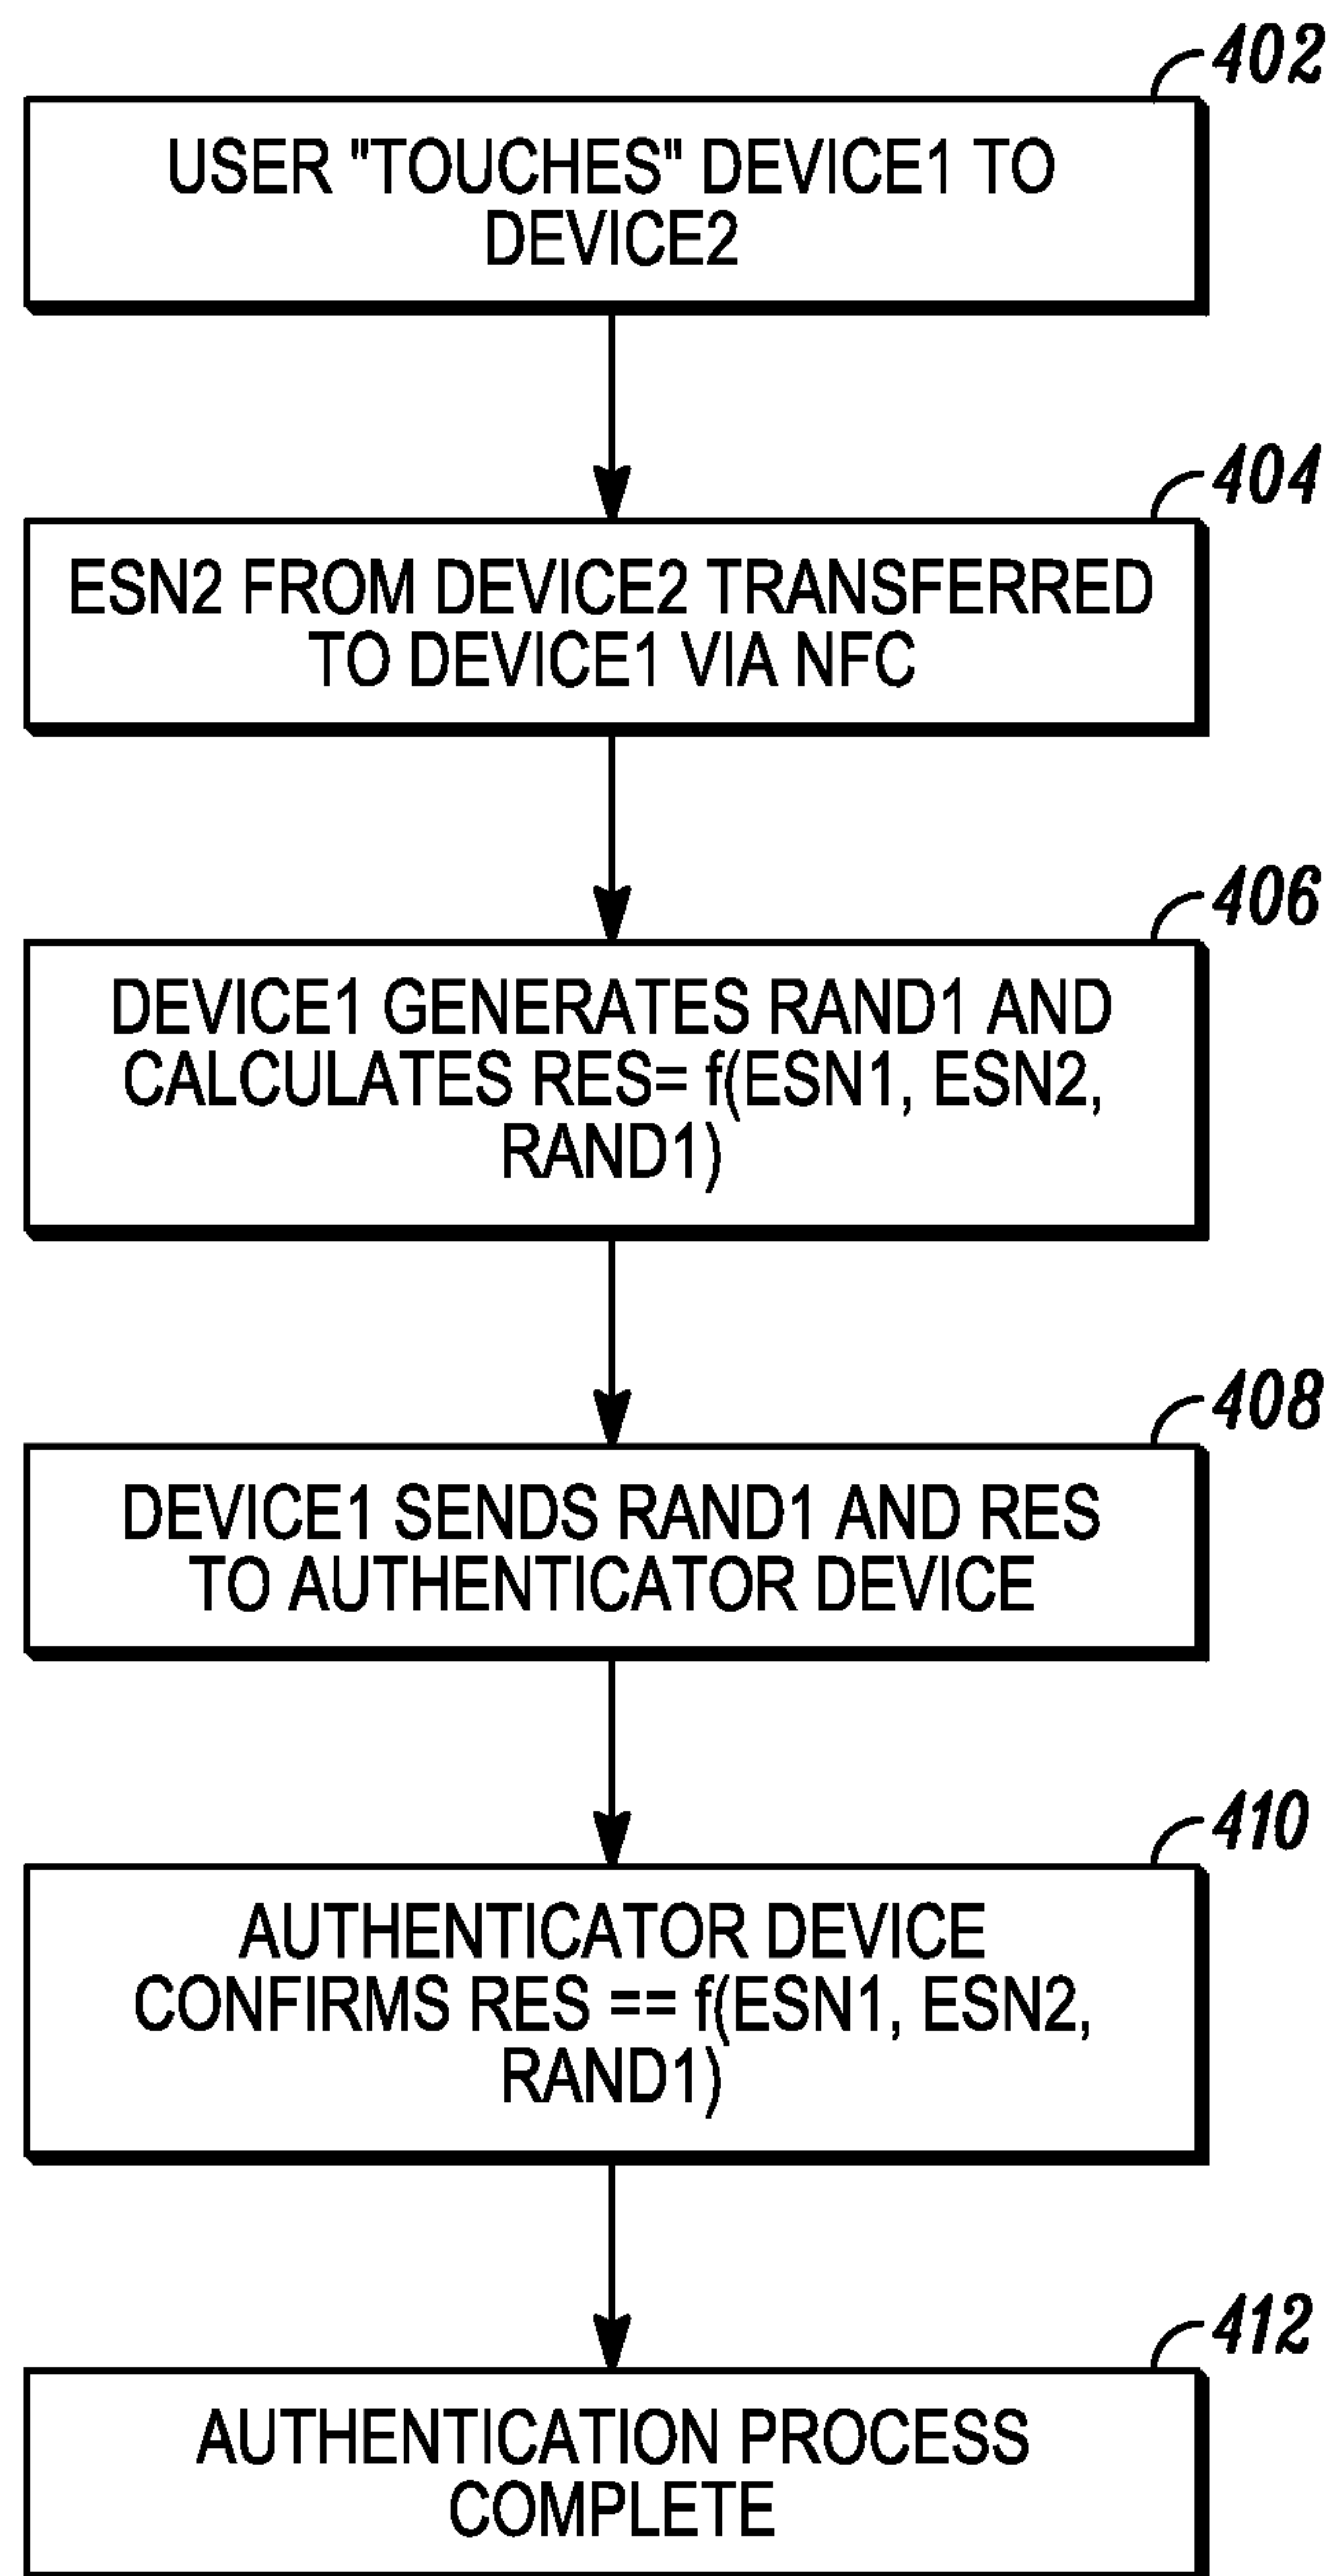 402
USER "TOUCHES" DEVICE1 TO
DEVICE2
404
ESN2 FROM DEVICE2 TRANSFERRED
TO DEVICE1 VIA NFC
406
DEVICE1 GENERATES RAND1 AND
CALCULATES RES= f(ESN1, ESN2,
RAND1)
408
DEVICE1 SENDS RAND1 AND RES
TO AUTHENTICATOR DEVICE
410
AUTHENTICATOR DEVICE
CONFIRMS RES == f(ESN1, ESN2,
RAND1)
412
AUTHENTICATION PROCESS
COMPLETE